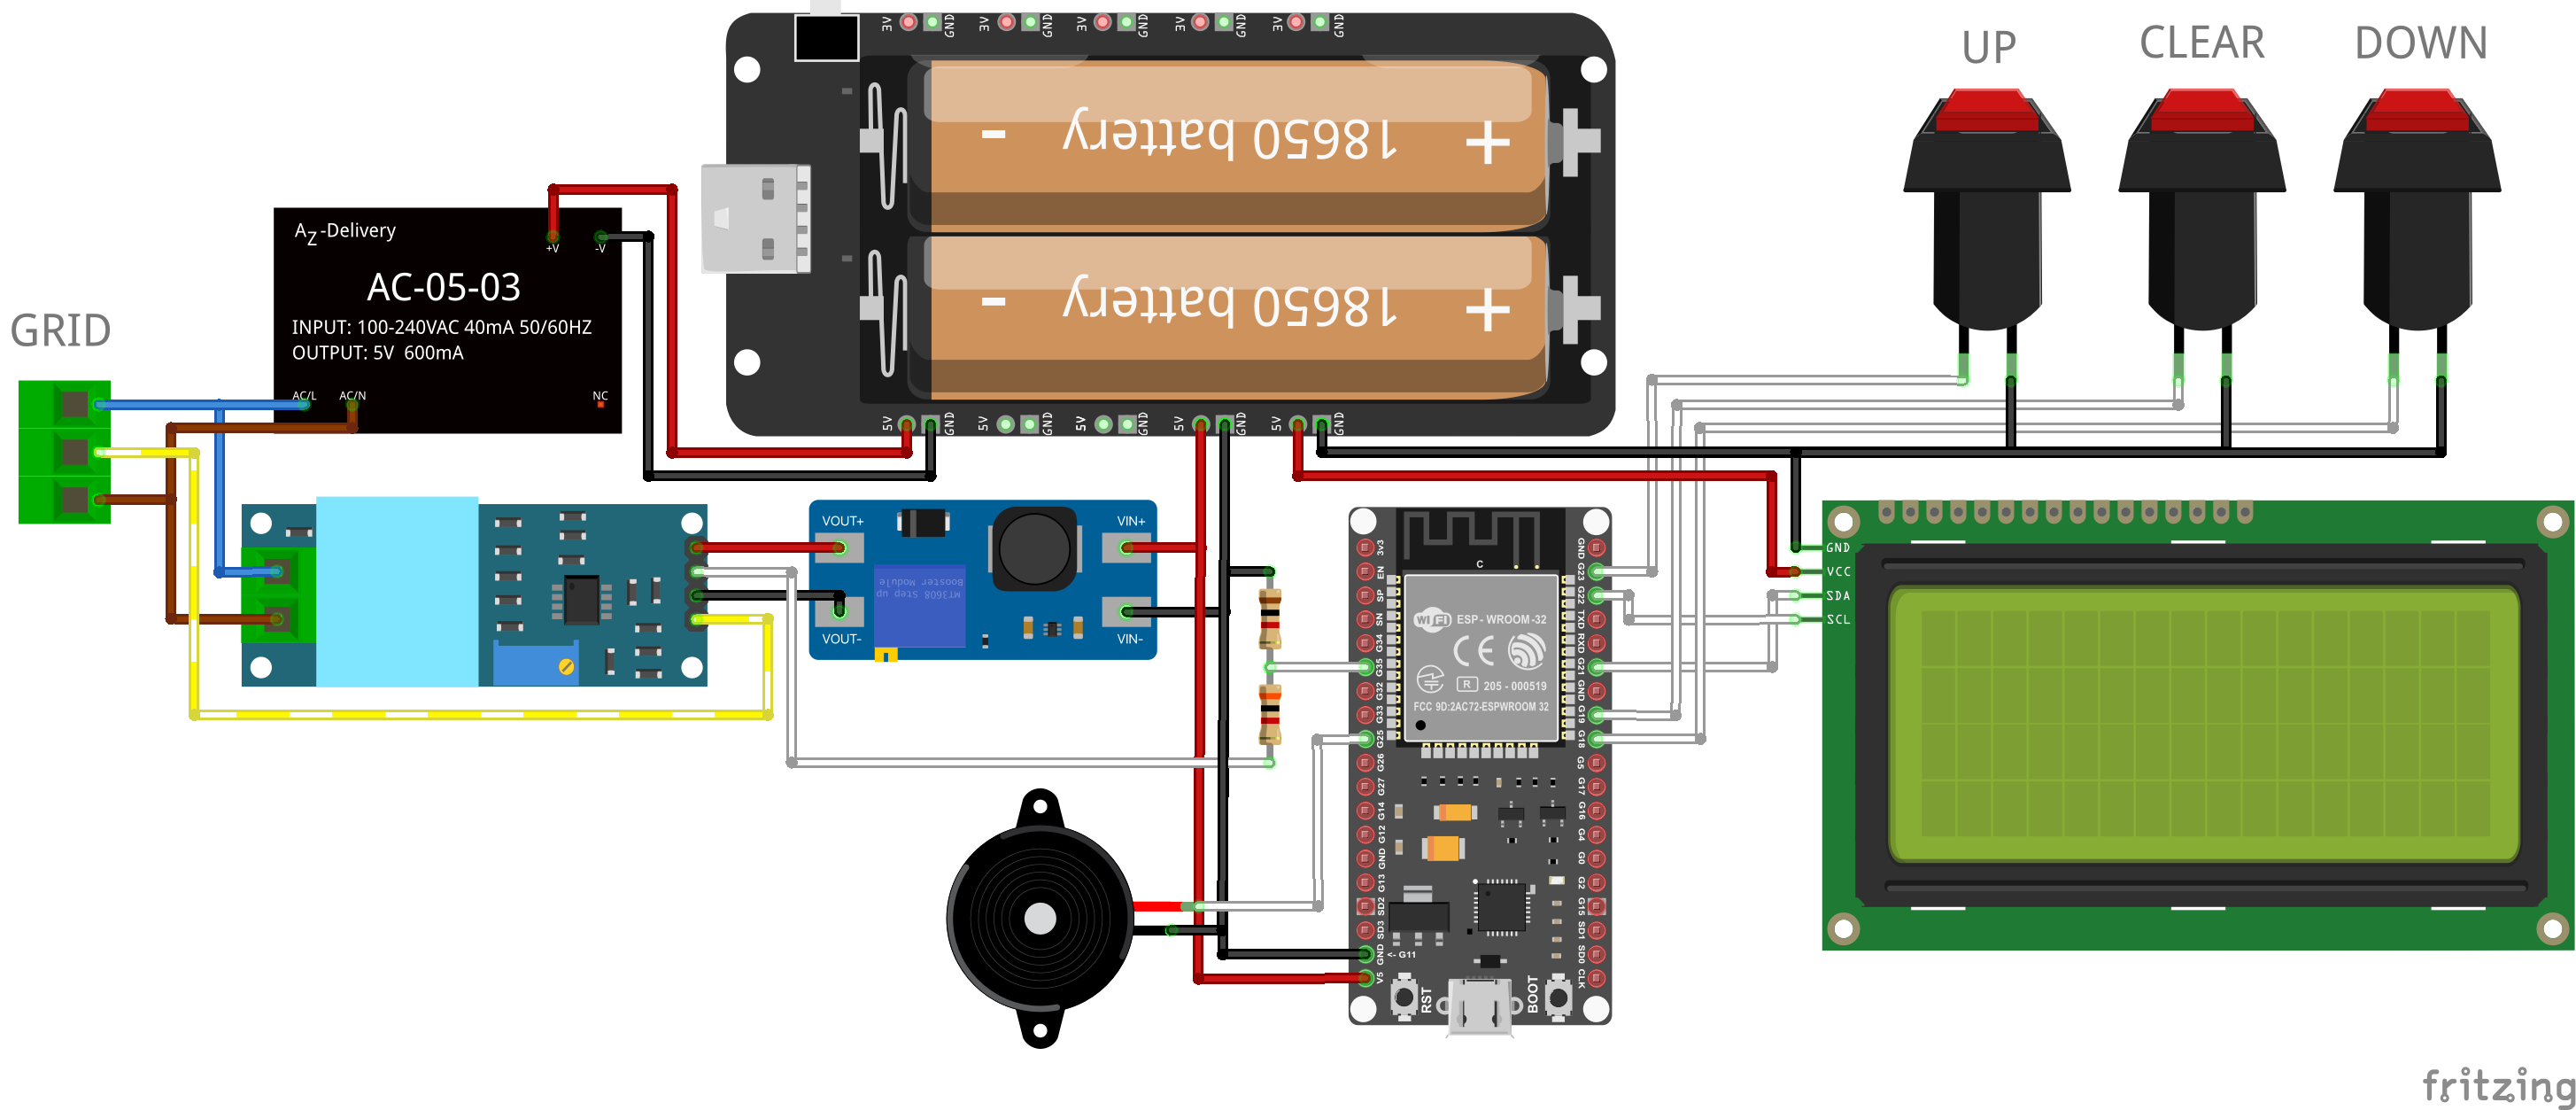 UP
CLEAR
DOWN
3V
GND
3V
GND
3V
GND
3V
GND
3V
GND
18650 battery
- +
18650 battery
- +
5V
GND
5V
GND
5V
GND
5V
GND
5V
GND
AZ-Delivery
+V
-V
AC-05-03
INPUT: 100-240VAC 40mA 50/60HZ
OUTPUT: 5V 600mA
AC/L
AC/N
NC
GRID
VOUT+
VIN+
MT3608 Step up
Booster Module
VOUT-
VIN-
3v3
EN
SP
SN
G34
G35
G32
G33
G25
G26
G27
G14
G12
GND
G13
SD2
SD3
GND
<- G11
V5
GND
G23
G22
TXD
RXD
G21
GND
G19
G18
G5
G17
G16
G4
G0
G2
G15
SD1
SD0
CLK
C
WiFi
ESP-WROOM-32
CE
R
205-000519
FCC 9D:2AC72-ESPWROOM 32
RST
BOOT
GND
VCC
SDA
SCL
fritzing